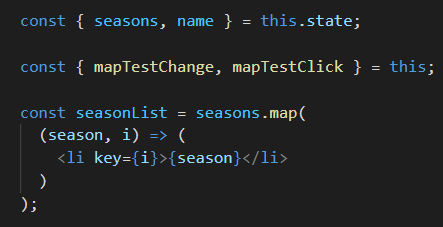 const { seasons, name } = this.state;
const { mapTestChange, mapTestClick } = this;
const seasonList = seasons.map(
(season, i) => (
<li key={i}>{season}</li>
)
);